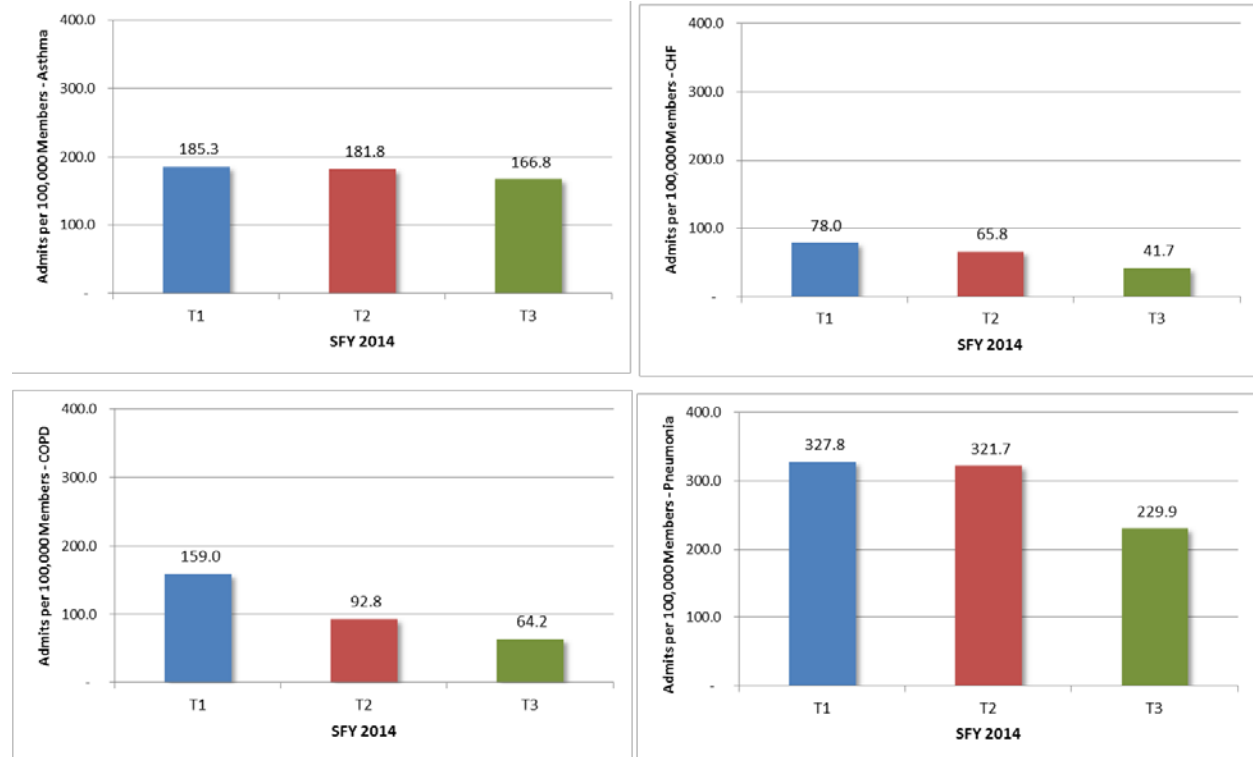 Admits per 100,000 Members - Asthma
400.0
300.0
200.0
100.0
-
185.3
181.8
166.8
T1 T2 T3
SFY 2014
Admits per 100,000 Members - CHF
400.0
300.0
200.0
100.0
-
78.0
65.8
41.7
T1 T2 T3
SFY 2014
Admits per 100,000 Members - COPD
400.0
300.0
200.0
100.0
-
159.0
92.8
64.2
T1 T2 T3
SFY 2014
Admits per 100,000 Members - Pneumonia
400.0
300.0
200.0
100.0
-
327.8
321.7
229.9
T1 T2 T3
SFY 2014